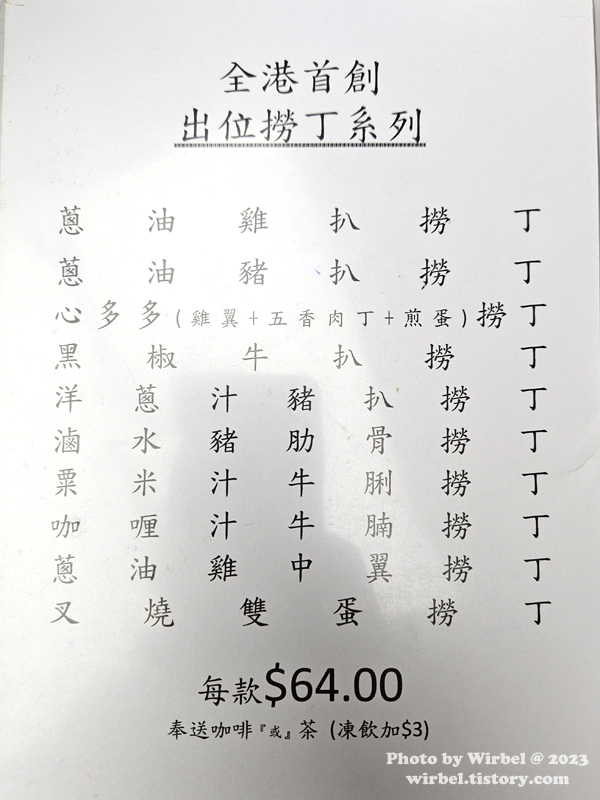 全港首創
出位撈丁系列
蔥油雞扒撈丁
蔥油豬扒撈丁
心多多(雞翼+五香肉丁+煎蛋)撈丁
黑椒牛扒撈丁
洋蔥汁豬扒撈丁
滷水豬肋骨撈丁
粟米汁牛脷撈丁
咖喱汁牛腩撈丁
蔥油雞中翼撈丁
叉燒雙蛋撈丁
每款$64.00
奉送咖啡『或』茶 (凍飲加$3)
Photo by Wirbel @ 2023
wirbel.tistory.com